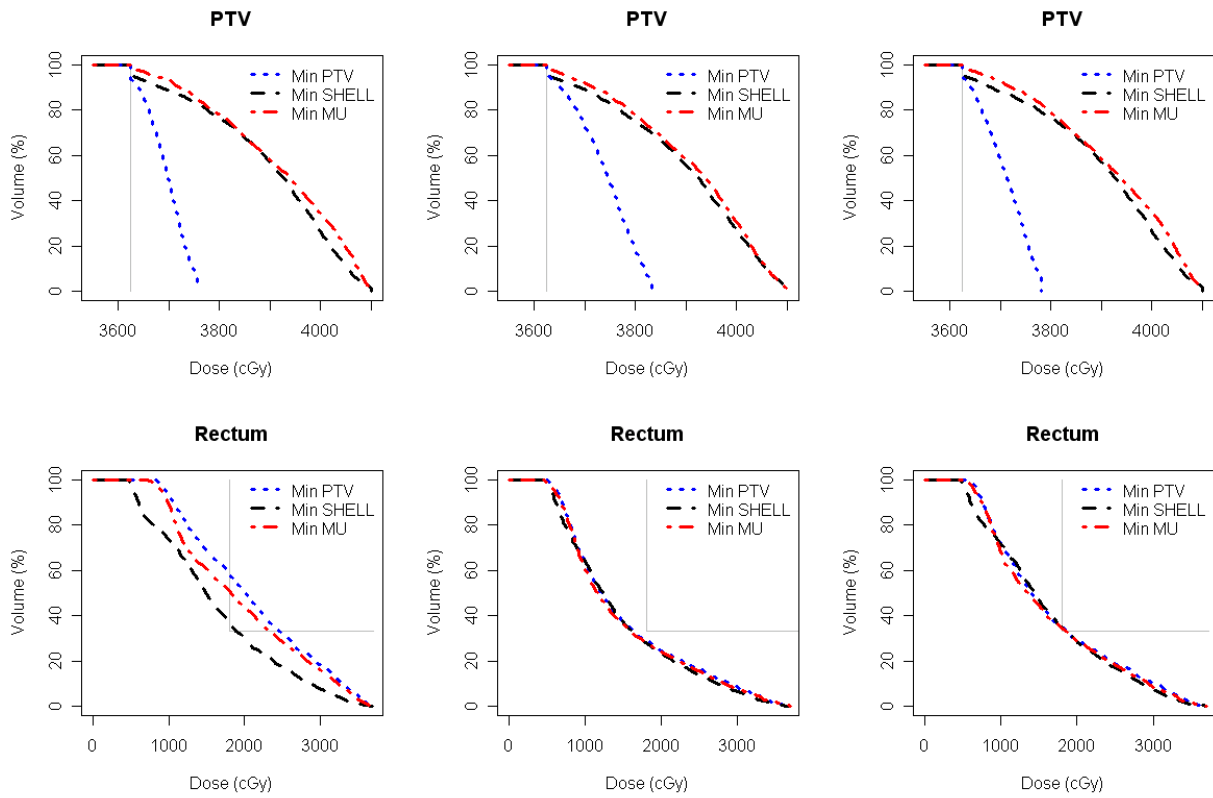 PTV
Volume (%)
100
80
60
40
20
0
Min PTV
Min SHELL
Min MU
3600
3800
4000
Dose (cGy)
PTV
Volume (%)
100
80
60
40
20
0
Min PTV
Min SHELL
Min MU
3600
3800
4000
Dose (cGy)
PTV
Volume (%)
100
80
60
40
20
0
Min PTV
Min SHELL
Min MU
3600
3800
4000
Dose (cGy)
Rectum
Volume (%)
100
80
60
40
20
0
Min PTV
Min SHELL
Min MU
0
1000
2000
3000
Dose (cGy)
Rectum
Volume (%)
100
80
60
40
20
0
Min PTV
Min SHELL
Min MU
0
1000
2000
3000
Dose (cGy)
Rectum
Volume (%)
100
80
60
40
20
0
Min PTV
Min SHELL
Min MU
0
1000
2000
3000
Dose (cGy)